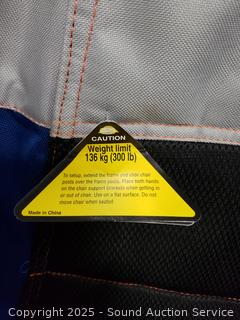 CAUTION
Weight limit
136 kg (300 lb)
To setup, extend the frame and slide chair
posts over the frame posts. Place both hands
on the chair support brackets when getting in
or out of chair. Use on a flat surface. Do not
move chair when seated.
Made in China
Copyright 2025 - Sound Auction Service